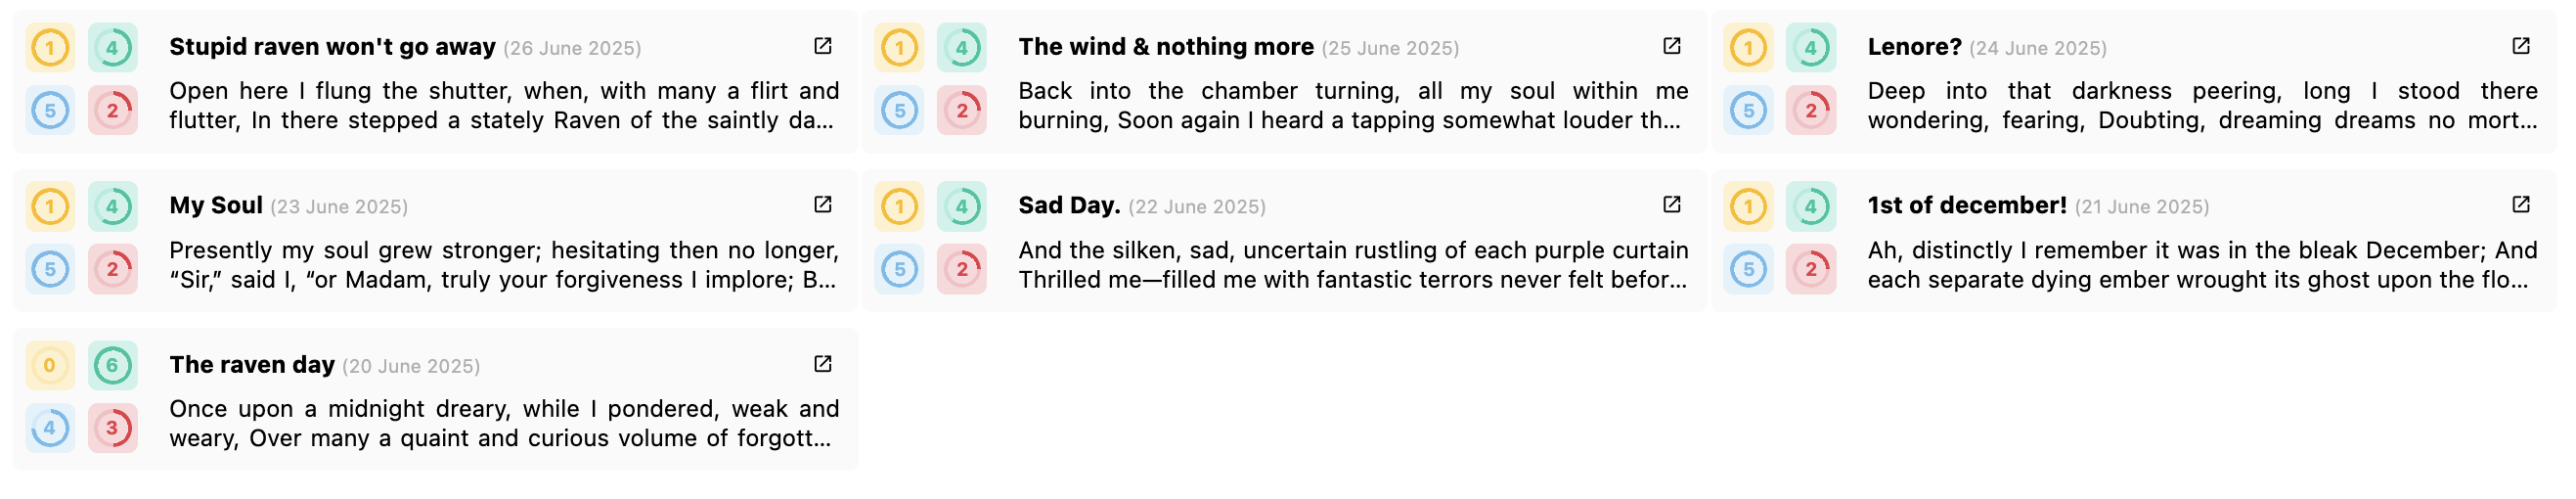 1 4
Stupid raven won't go away (26 June 2025)
Open here I flung the shutter, when, with many a flirt and
5 2
flutter, In there stepped a stately Raven of the saintly da...
1 4
The wind & nothing more (25 June 2025)
Back into the chamber turning, all my soul within me
5 2
burning, Soon again I heard a tapping somewhat louder th...
1 4
Lenore? (24 June 2025)
Deep into that darkness peering, long I stood there
5 2
wondering, fearing, Doubting, dreaming dreams no mort...
1 4
My Soul (23 June 2025)
Presently my soul grew stronger; hesitating then no longer,
5 2
“Sir,” said I, “or Madam, truly your forgiveness I implore; B...
1 4
Sad Day. (22 June 2025)
And the silken, sad, uncertain rustling of each purple curtain
5 2
Thrilled me—filled me with fantastic terrors never felt befor...
1 4
1st of december! (21 June 2025)
Ah, distinctly I remember it was in the bleak December; And
5 2
each separate dying ember wrought its ghost upon the flo...
0 6
The raven day (20 June 2025)
Once upon a midnight dreary, while I pondered, weak and
4 3
weary, Over many a quaint and curious volume of forgott...